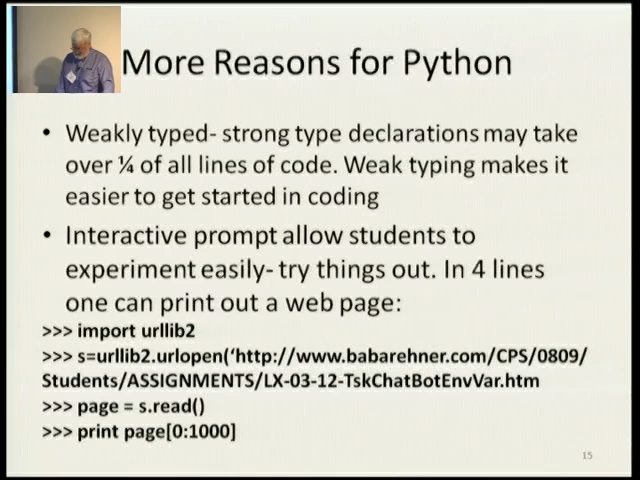 More Reasons for Python
• Weakly typed- strong type declarations may take
over ¼ of all lines of code. Weak typing makes it
easier to get started in coding
• Interactive prompt allow students to
experiment easily- try things out. In 4 lines
one can print out a web page:
>>> import urllib2
>>> s=urllib2.urlopen(‘http://www.babarehner.com/CPS/0809/
Students/ASSIGNMENTS/LX-03-12-TskChatBotEnvVar.htm
>>> page = s.read()
>>> print page[0:1000]
15